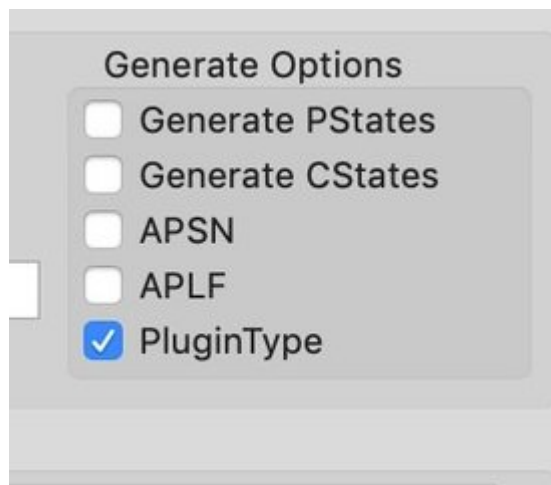 Generate Options
Generate PStates
Generate CStates
APSN
APLF
PluginType